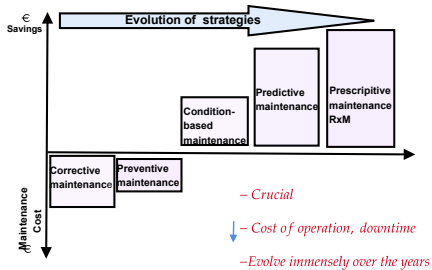 €
Savings
Evolution of strategies
Condition-
based
maintenance
Predictive
maintenance
Prescripitive
maintenance
RxM
Corrective
maintenance
Preventive
maintenance
Maintenance
Cost
€
– Crucial
– Cost of operation, downtime
–Evolve immensely over the years